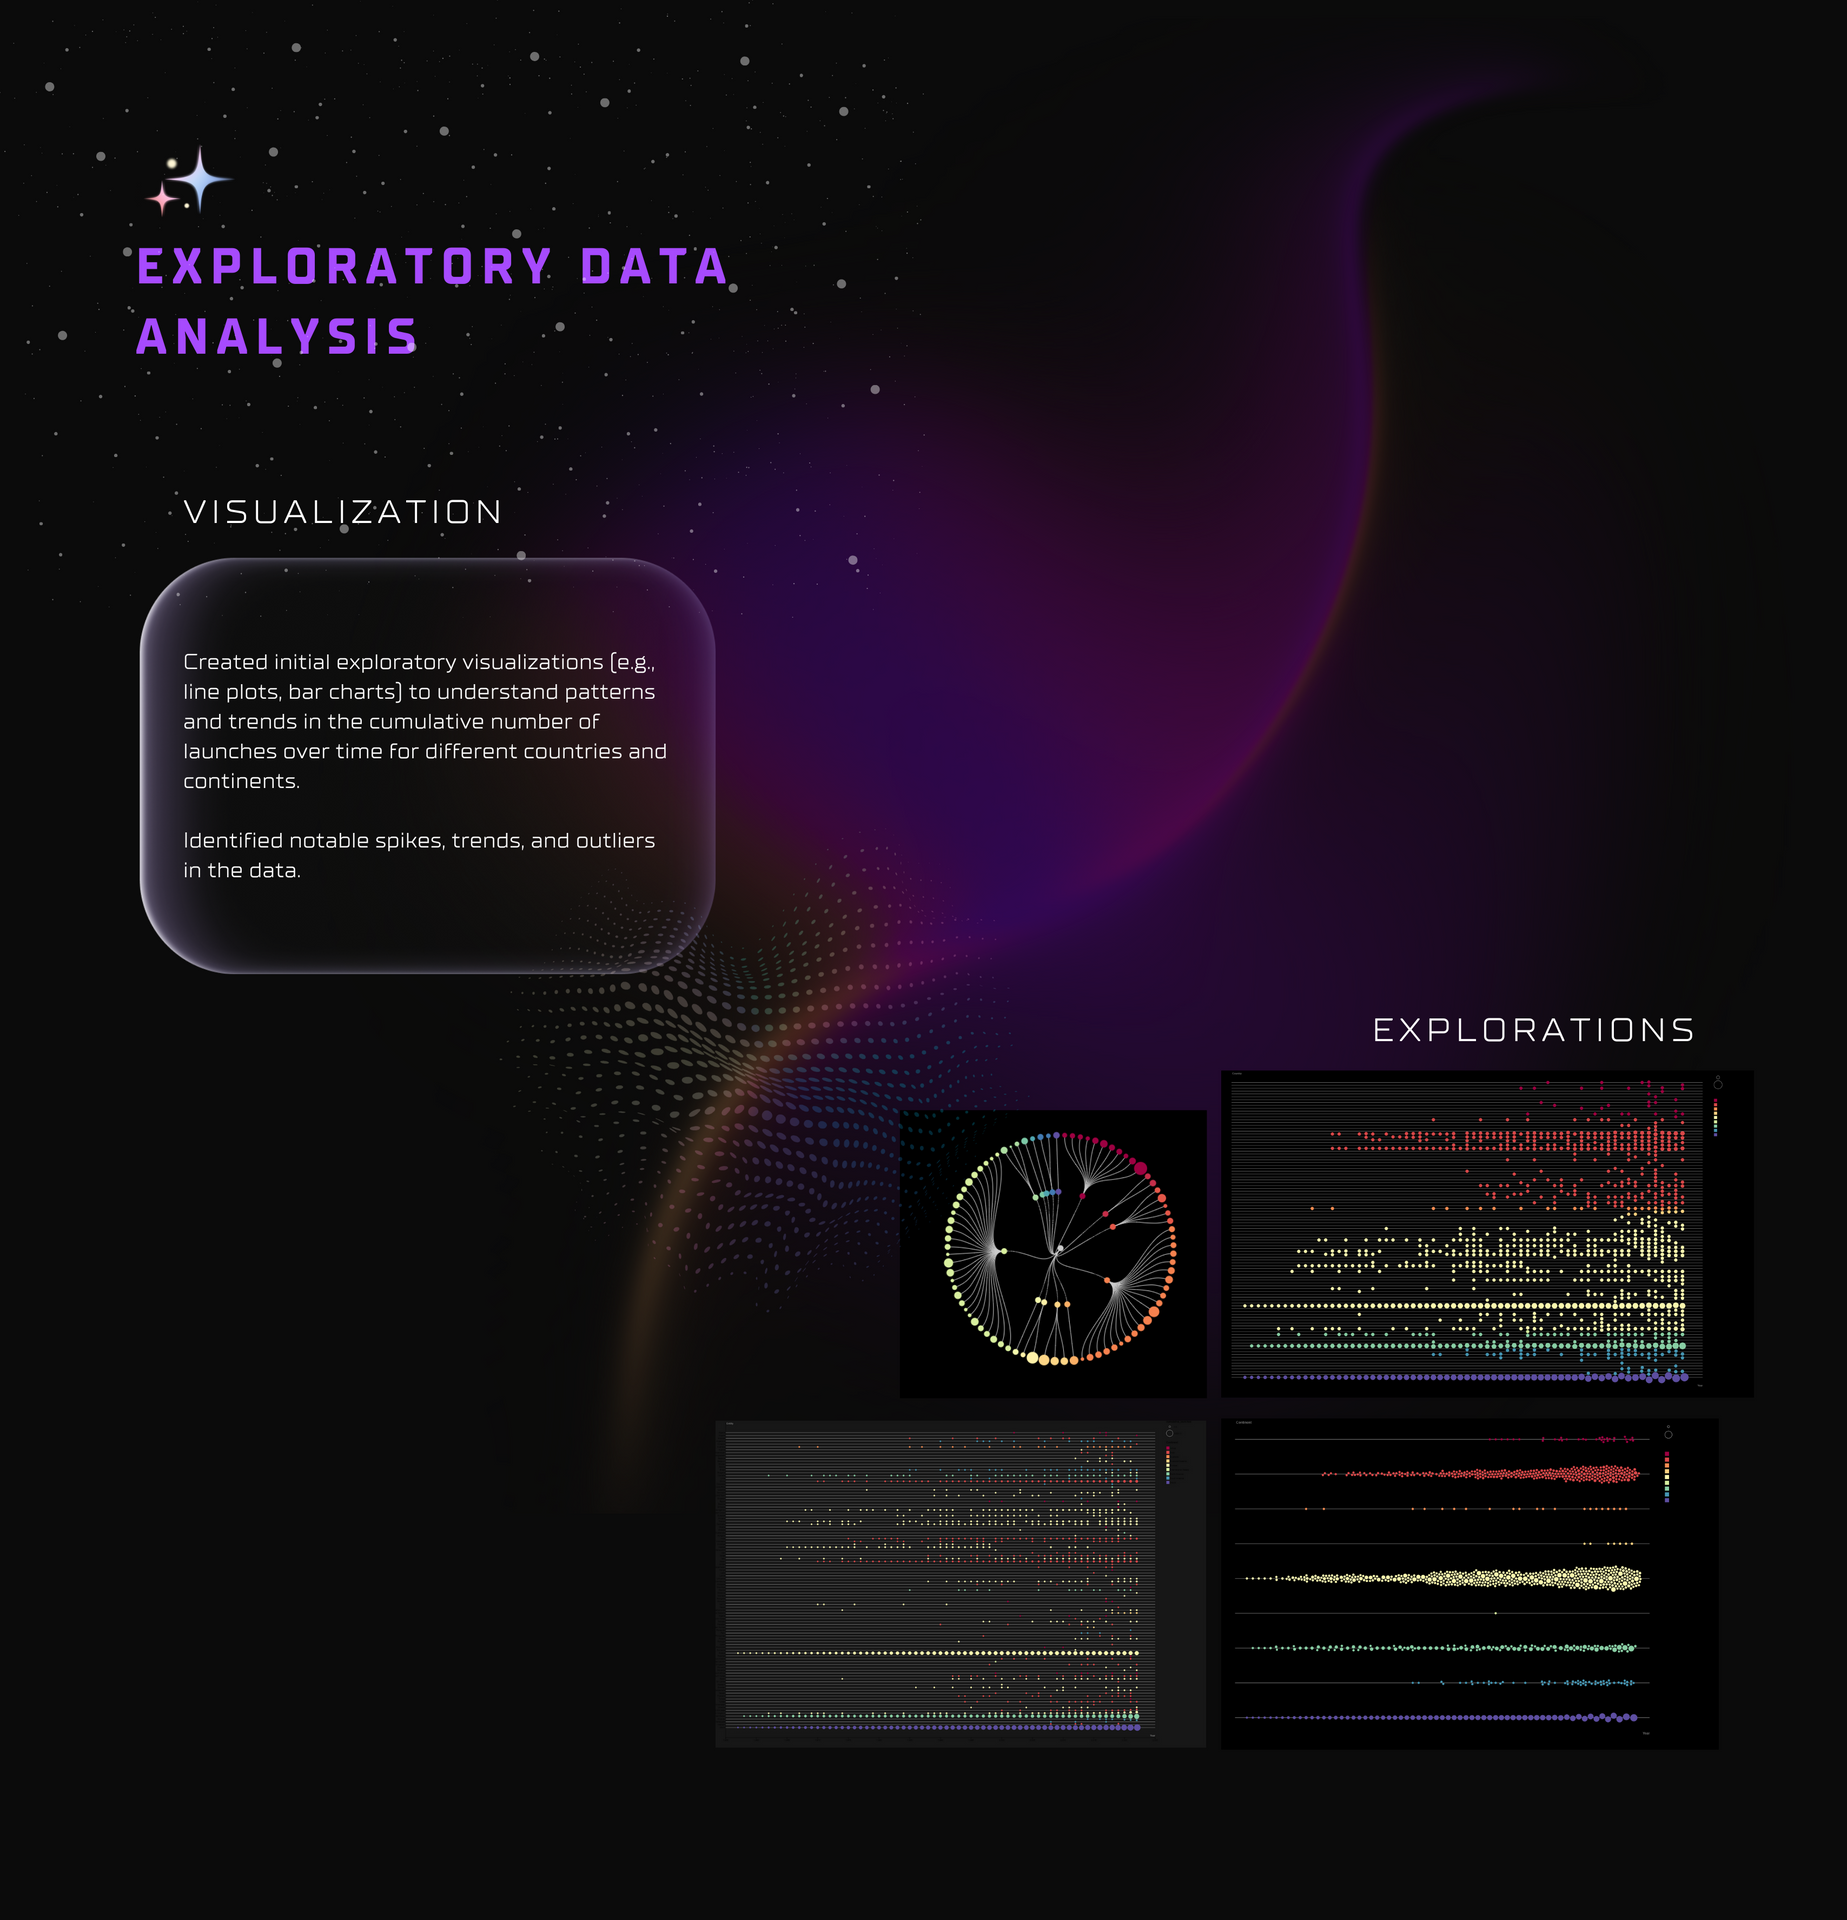 EXPLORATORY DATA
ANALYSIS
VISUALIZATION
Created initial exploratory visualizations (e.g.,
line plots, bar charts) to understand patterns
and trends in the cumulative number of
launches over time for different countries and
continents.
Identified notable spikes, trends, and outliers
in the data.
EXPLORATIONS